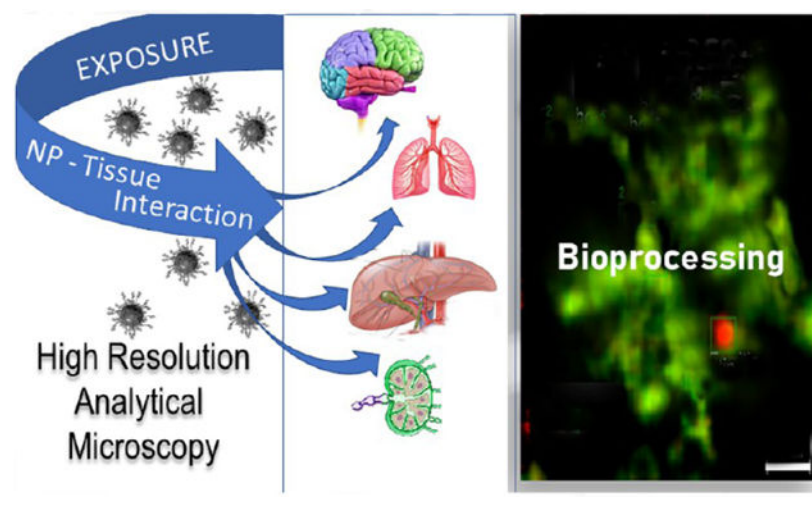 EXPOSURE
NP - Tissue
Interaction
High Resolution
Analytical
Microscopy
Bioprocessing